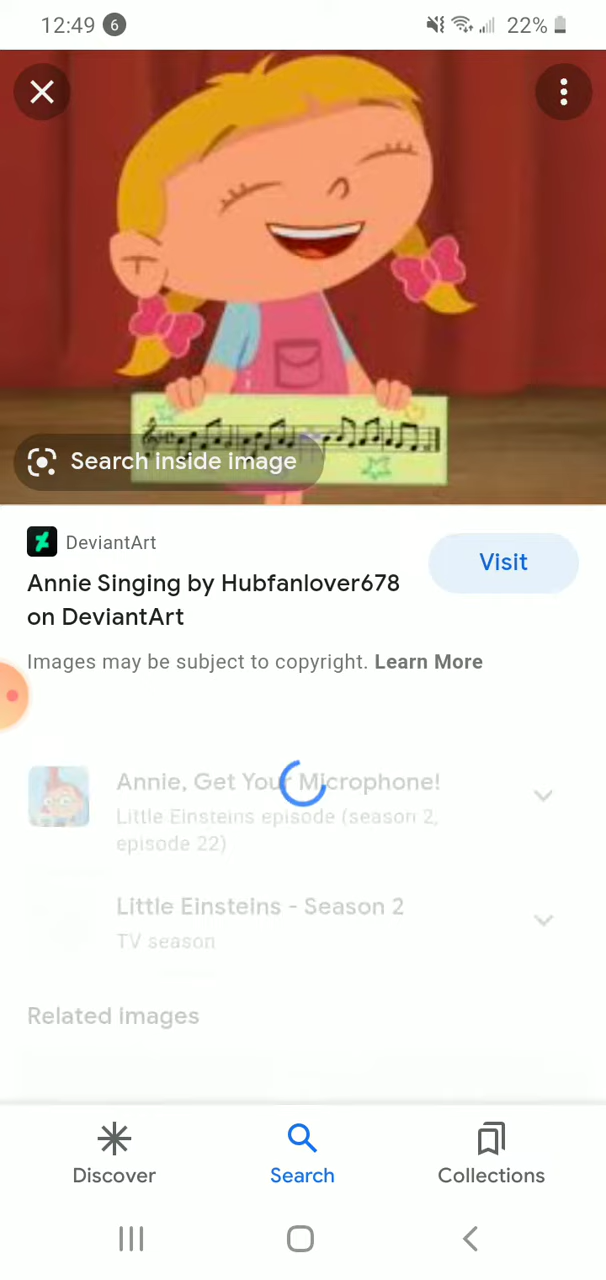 12:49 6 22%
Search inside image
DeviantArt
Visit
Annie Singing by Hubfanlover678
on DeviantArt
Images may be subject to copyright. Learn More
Annie, Get Your Microphone!
Little Einsteins episode (season 2,
episode 22)
Little Einsteins - Season 2
TV season
Related images
Discover Search Collections